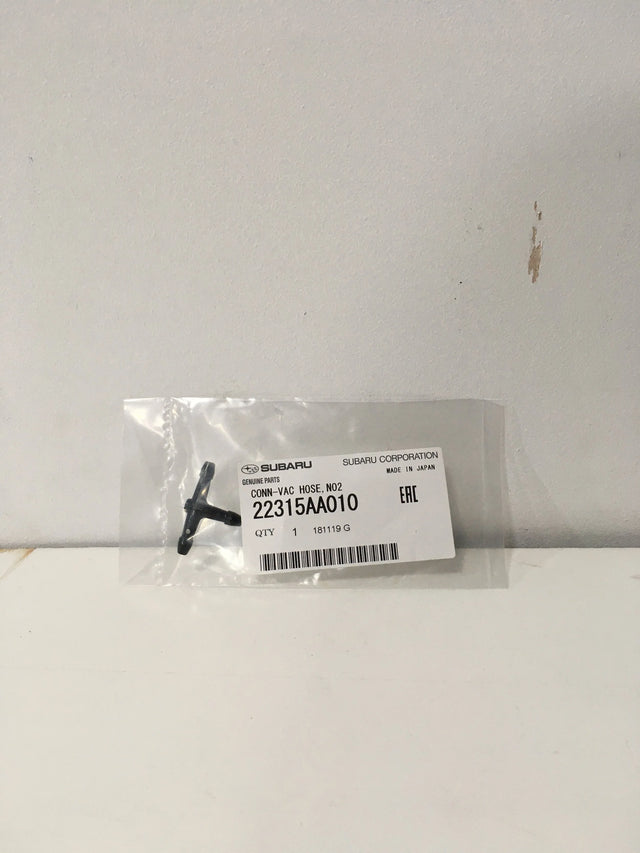 SUBARU SUBARU CORPORATION
GENUINE PARTS MADE IN JAPAN
CONN-VAC HOSE,NO2
22315AA010 EAC
QTY 1 181119 G